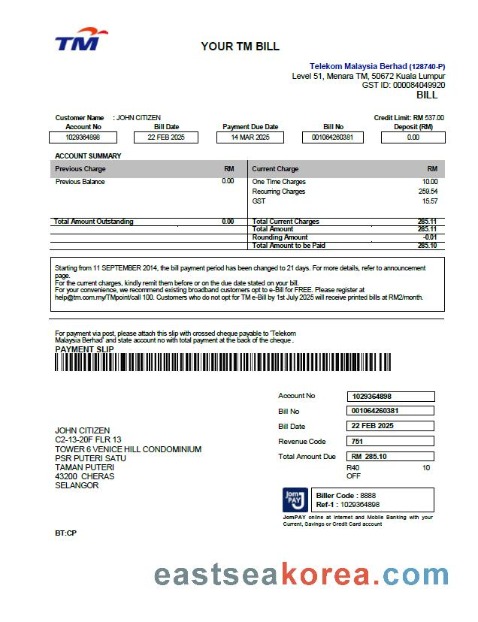 TM
YOUR TM BILL
Telekom Malaysia Berhad (128740-P)
Level 51, Menara TM, 50672 Kuala Lumpur
GST ID: 000084049920
BILL
Customer Name : JOHN CITIZEN
Credit Limit: RM 537.00
Account No Bill Date Payment Due Date Bill No Deposit (RM)
1029364898 22 FEB 2025 14 MAR 2025 001064260381 0.00
ACCOUNT SUMMARY
Previous Charge RM Current Charge RM
Previous Balance 0.00 One Time Charges 10.00
Recurring Charges 259.54
GST 15.57
Total Amount Outstanding 0.00 Total Current Charges 285.11
Total Amount 285.11
Rounding Amount -0.01
Total Amount to be Paid 285.10
Starting from 11 SEPTEMBER 2014, the bill payment period has been changed to 21 days. For more details, refer to announcement
page.
For the current charges, kindly remit them before or on the due date stated on your bill.
For your convenience, we recommend existing broadband customers opt to e-Bill for FREE. Please register at
help@tm.com.my/TMpoint/call 100. Customers who do not opt for TM e-Bill by 1st July 2025 will receive printed bills at RM2/month.
For payment via post, please attach this slip with crossed cheque payable to 'Telekom
Malaysia Berhad' and state account no with total payment at the back of the cheque .
PAYMENT SLIP
Account No 1029364898
Bill No 001064260381
Bill Date 22 FEB 2025
Revenue Code 751
Total Amount Due RM 285.10
R40 10
OFF
JOHN CITIZEN
C2-13-20F FLR 13
TOWER 6 VENICE HILL CONDOMINIUM
PSR PUTERI SATU
TAMAN PUTERI
43200 CHERAS
SELANGOR
JomPAY
Biller Code : 8888
Ref-1 : 1029364898
JomPAY online at Internet and Mobile Banking with your
Current, Savings or Credit Card account
BT:CP
eastseakorea.com